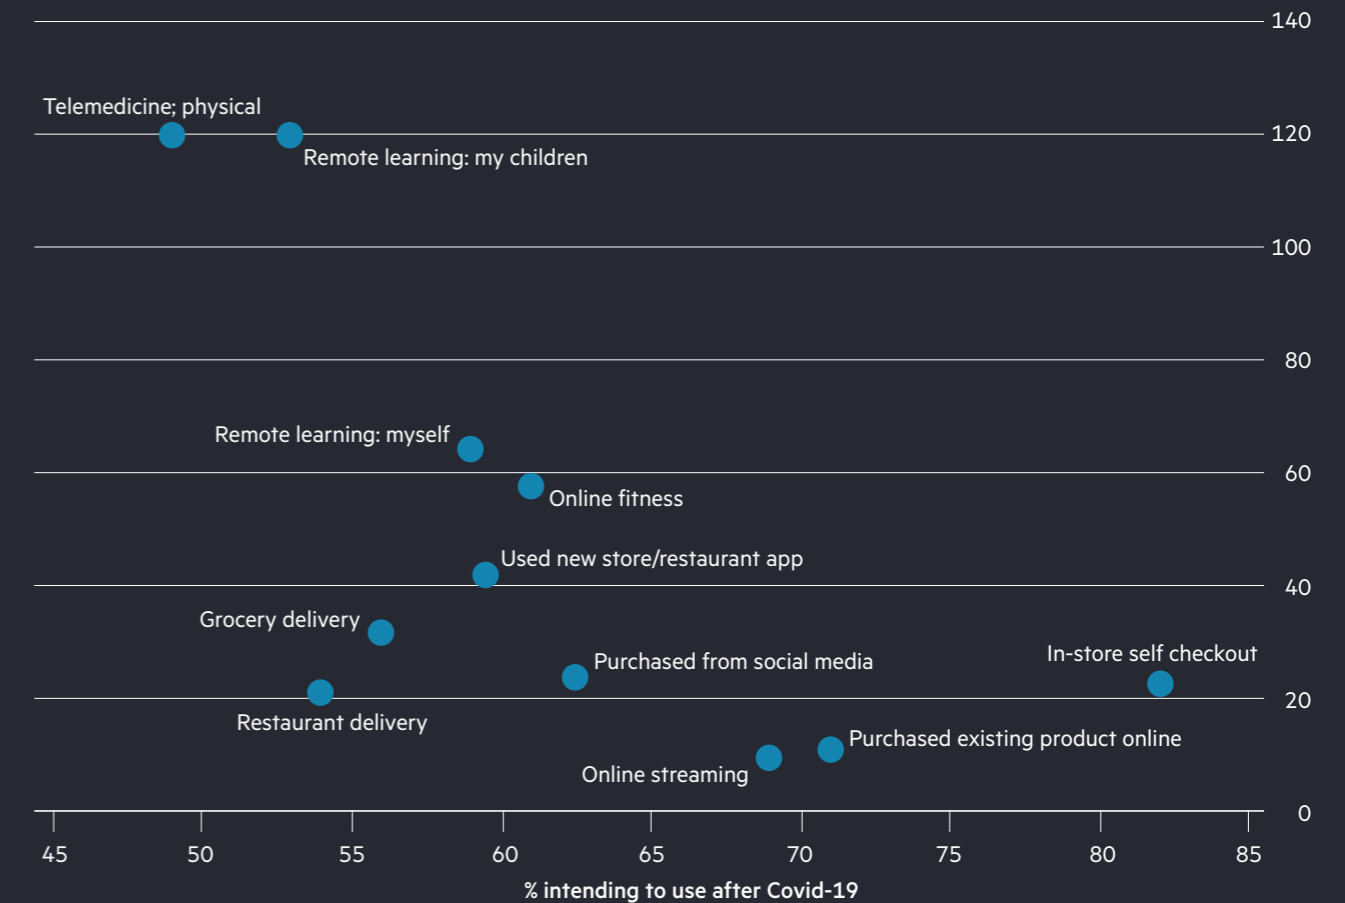 140
Telemedicine; physical
120
Remote learning: my children
100
80
Remote learning: myself
60
Online fitness
Used new store/restaurant app
40
Grocery delivery
In-store self checkout
Purchased from social media
20
Restaurant delivery
Purchased existing product online
Online streaming
0
45 50 55 60 65 70 75 80 85
% intending to use after Covid-19